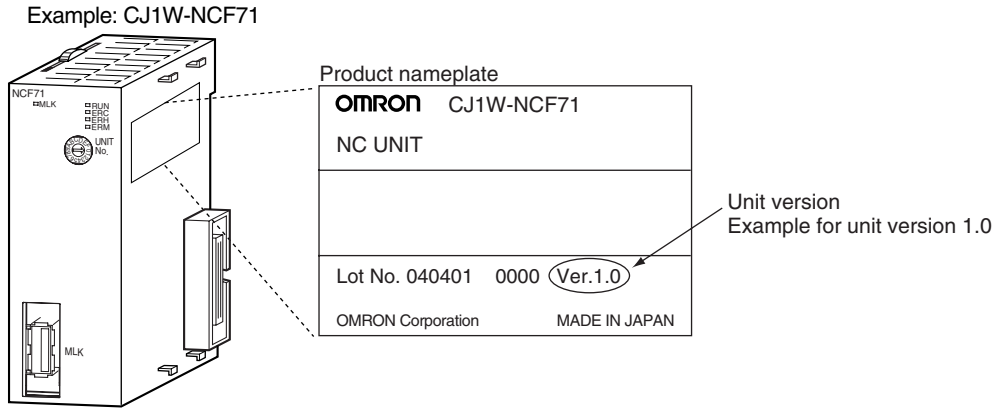 Example: CJ1W-NCF71
NCF71
MLK
RUN
ERC
ERH
ERM
UNIT
No.
MLK
Product nameplate
OMRON CJ1W-NCF71
NC UNIT
Lot No. 040401 0000 Ver.1.0
OMRON Corporation MADE IN JAPAN
Unit version
Example for unit version 1.0